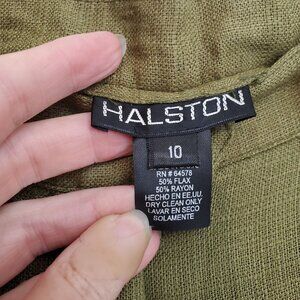 HALSTON
10
RN # 64578
50% FLAX
50% RAYON
HECHO EN EE.UU.
DRY CLEAN ONLY
LAVAR EN SECO
SOLAMENTE